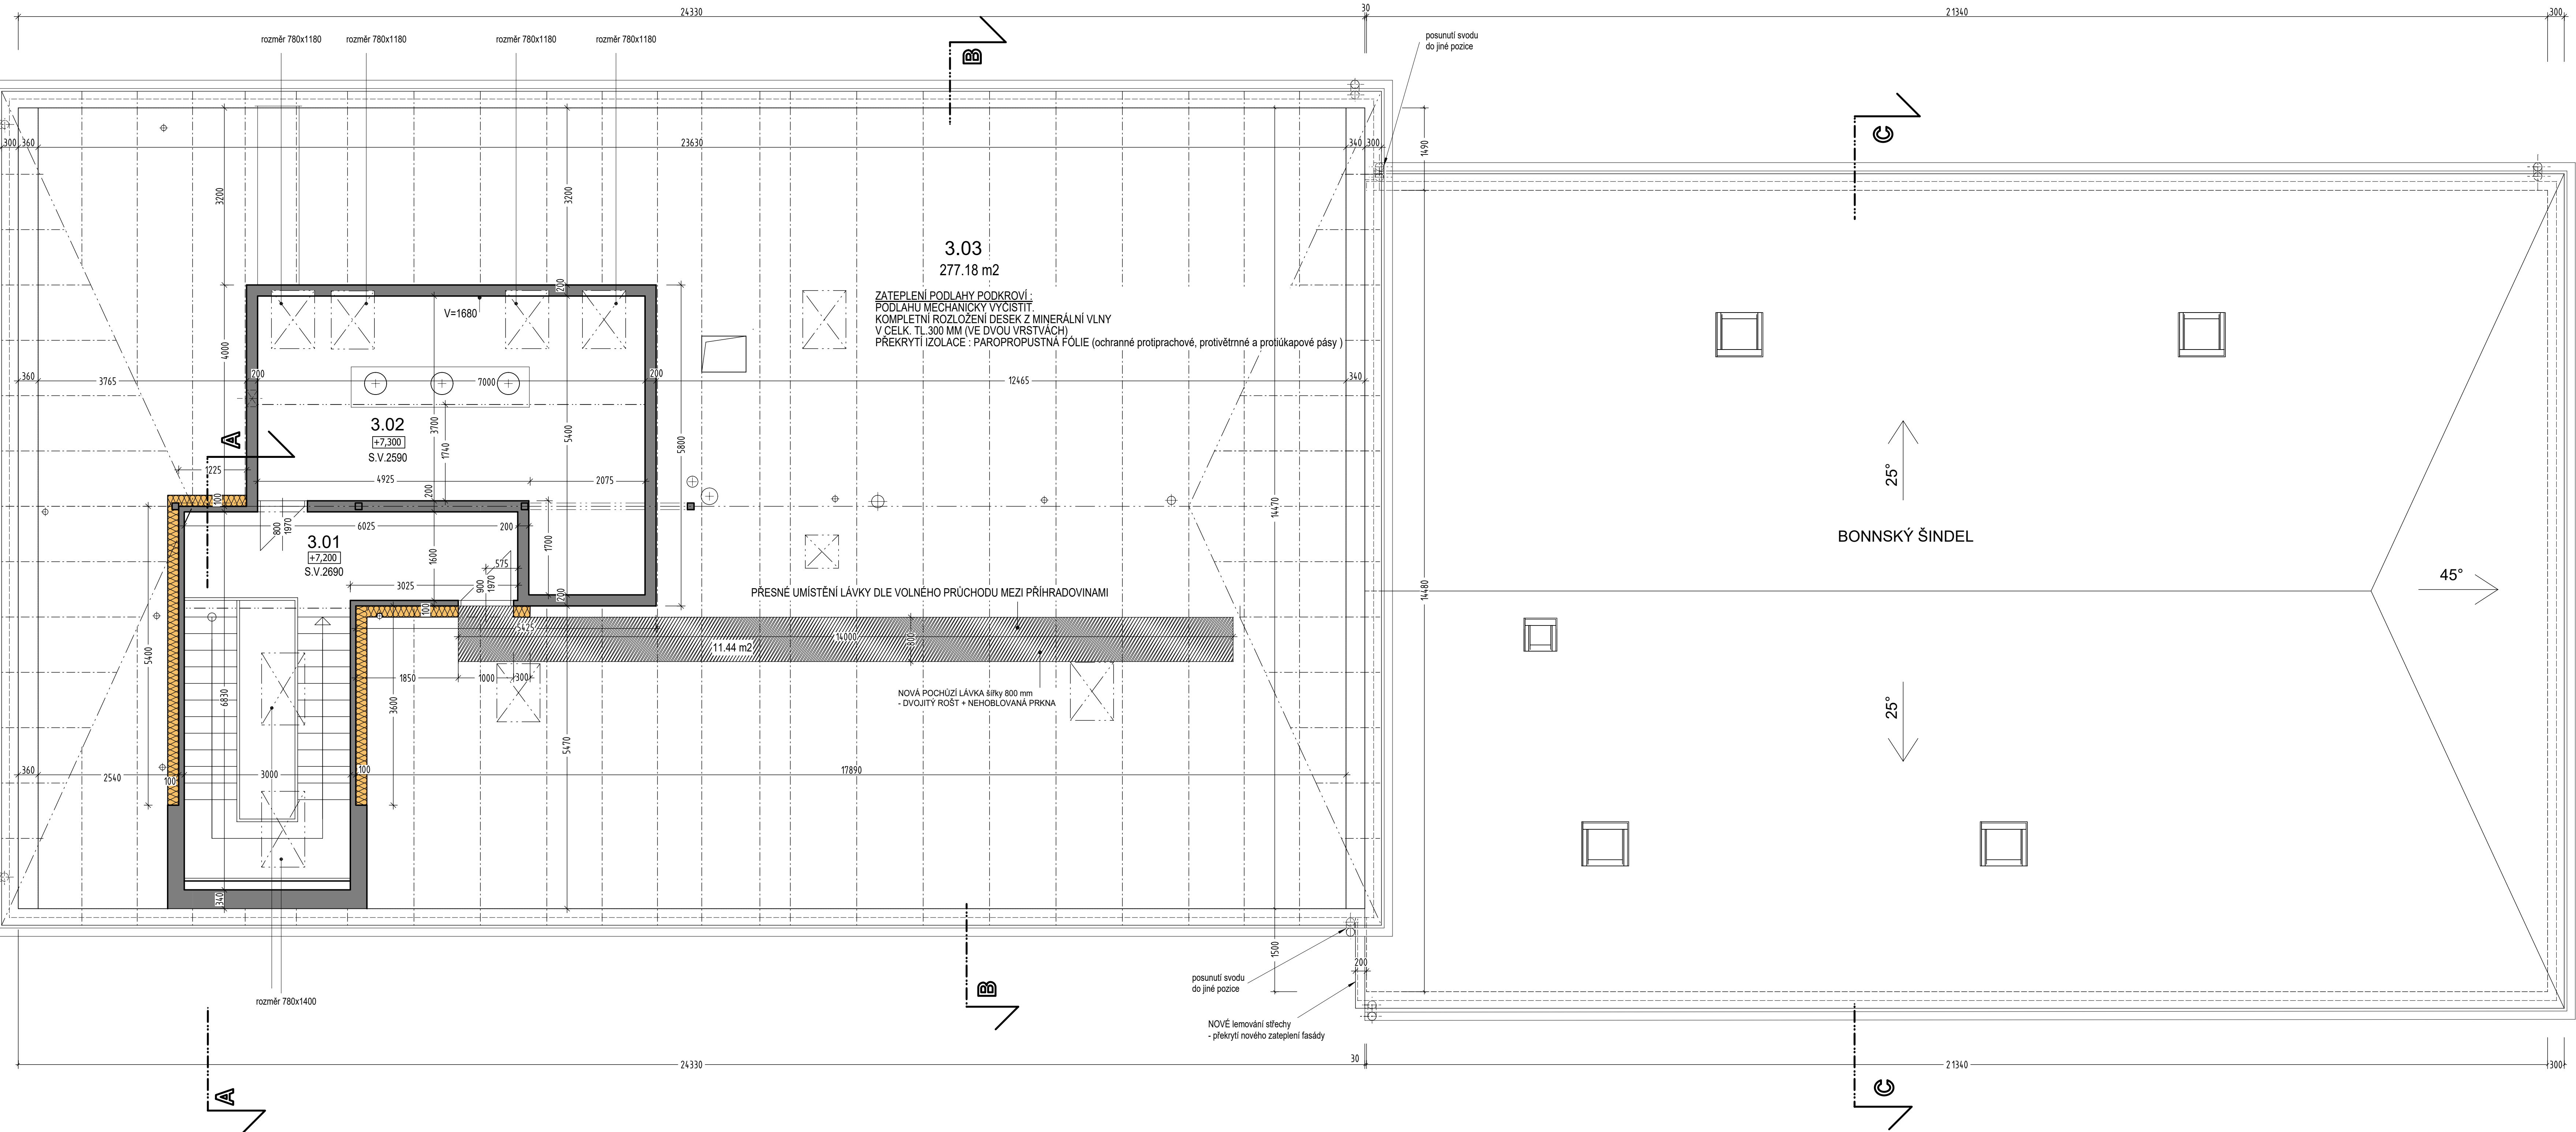 24330
30
21340
300
rozměr 780x1180
rozměr 780x1180
rozměr 780x1180
rozměr 780x1180
B
posunutí svodu
do jiné pozice
C
300
360
23630
340
300
1490
3200
3200
3.03
277.18 m2
ZATEPLENÍ PODLAHY PODKROVÍ :
PODLAHU MECHANICKY VYČISTIT.
KOMPLETNÍ ROZLOŽENÍ DESEK Z MINERÁLNÍ VLNY
V CELK. TL.300 MM (VE DVOU VRSTVÁCH)
PŘEKRYTÍ IZOLACE : PAROPROPUSTNÁ FÓLIE (ochranné protiprachové, protivětrnné a protiúkapové pásy )
200
V=1680
4000
360
3765
200
7000
200
12465
340
3.02
+7,300
S.V.2590
3700
1740
5400
5800
A
1225
4925
2075
100
200
14470
25°
BONNSKÝ ŠINDEL
800
1970
6025
200
3.01
+7,200
S.V.2690
1600
1700
575
3025
900
1970
200
100
PŘESNÉ UMÍSTĚNÍ LÁVKY DLE VOLNÉHO PRŮCHODU MEZI PŘÍHRADOVINAMI
14480
45°
5425
14000
800
11.44 m2
5400
6830
1850
1000
300
3600
NOVÁ POCHŮZÍ LÁVKA šířky 800 mm
- DVOJITÝ ROŠT + NEHOBLOVANÁ PRKNA
25°
5470
360
2540
100
3000
100
17890
340
1500
200
B
posunutí svodu
do jiné pozice
rozměr 780x1400
NOVÉ lemování střechy
- překrytí nového zateplení fasády
24330
30
21340
300
A
C